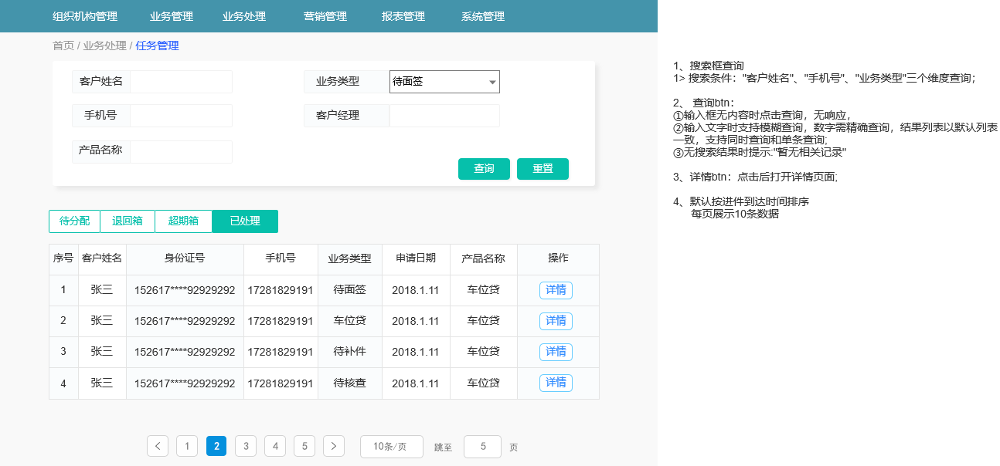 组织机构管理 业务管理 业务处理 营销管理 报表管理 系统管理
首页 / 业务处理 / 任务管理
客户姓名 业务类型 待面签
手机号 客户经理
产品名称
查询 重置
待分配 退回箱 超期箱 已处理
序号 客户姓名 身份证号 手机号 业务类型 申请日期 产品名称 操作
1 张三 152617****92929292 17281829191 待面签 2018.1.11 车位贷 详情
2 张三 152617****92929292 17281829191 车位贷 2018.1.11 车位贷 详情
3 张三 152617****92929292 17281829191 待补件 2018.1.11 车位贷 详情
4 张三 152617****92929292 17281829191 待核查 2018.1.11 车位贷 详情
< 1 2 3 4 5 > 10条/页 跳至 5 页
1、搜索框查询
1> 搜索条件："客户姓名"、"手机号"、"业务类型"三个维度查询；
2、 查询btn：
①输入框无内容时点击查询，无响应，
②输入文字时支持模糊查询，数字需精确查询，结果列表以默认列表
一致，支持同时查询和单条查询;
③无搜索结果时提示:"暂无相关记录"
3、详情btn：点击后打开详情页面;
4、默认按进件到达时间排序
每页展示10条数据